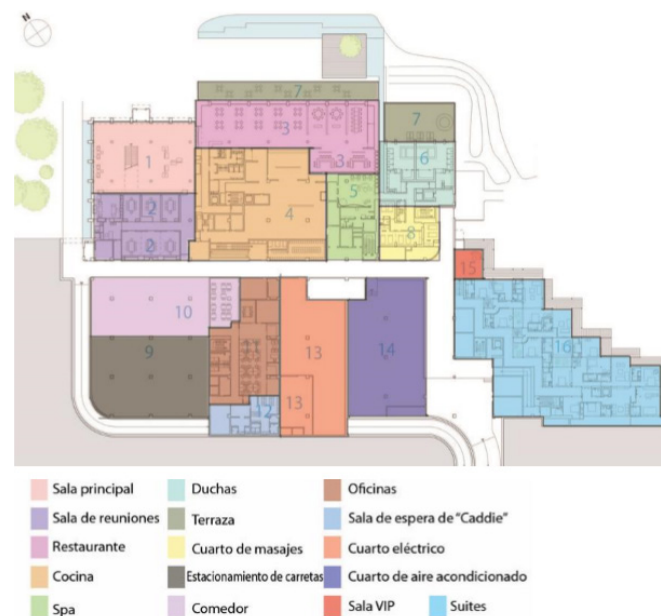 N
7
3
7
1
3
6
5
2
4
8
2
15
10
9
11
13
14
16
13
12
Sala principal
Duchas
Oficinas
Sala de reuniones
Terraza
Sala de espera de “Caddie”
Restaurante
Cuarto de masajes
Cuarto eléctrico
Cocina
Estacionamiento de carretas
Cuarto de aire acondicionado
Spa
Comedor
Sala VIP
Suites